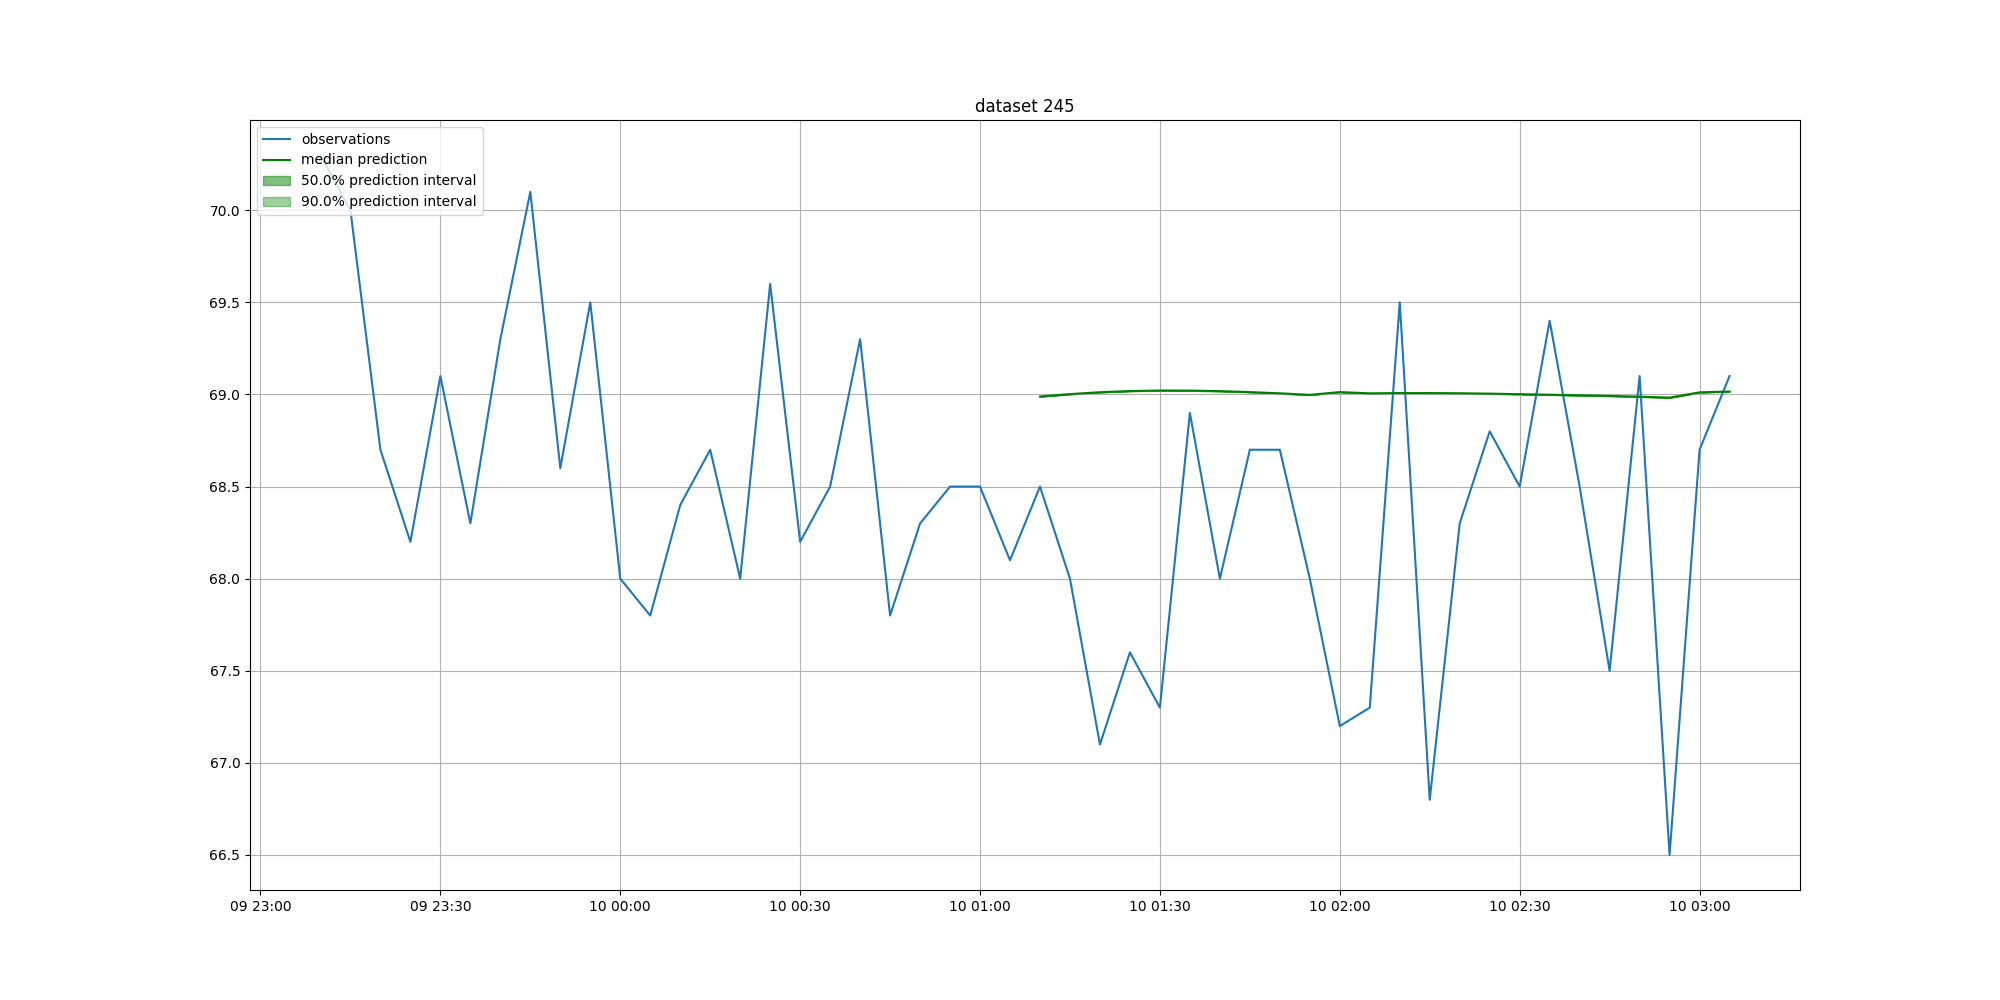 dataset 245
observations
median prediction
50.0% prediction interval
90.0% prediction interval
70.0
69.5
69.0
68.5
68.0
67.5
67.0
66.5
09 23:00 09 23:30 10 00:00 10 00:30 10 01:00 10 01:30 10 02:00 10 02:30 10 03:00